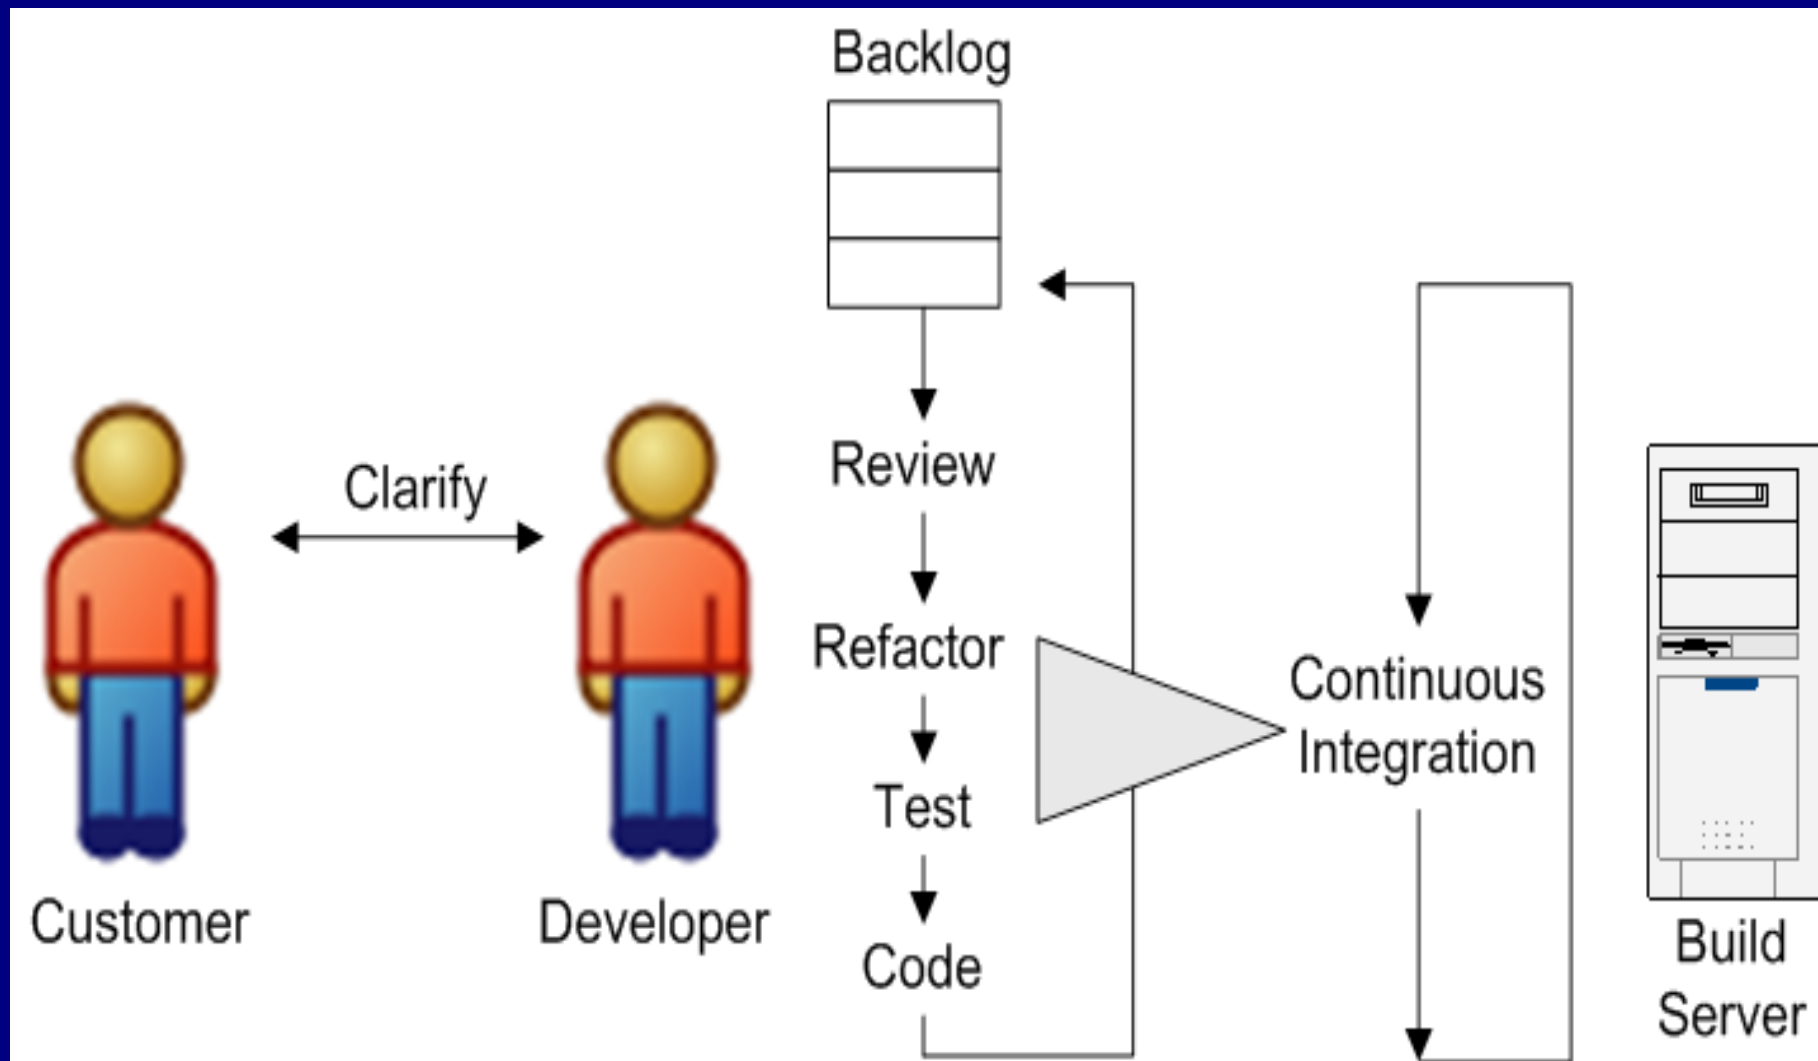 Backlog
Clarify
Review
Refactor
Continuous
Integration
Test
Customer
Developer
Code
Build
Server